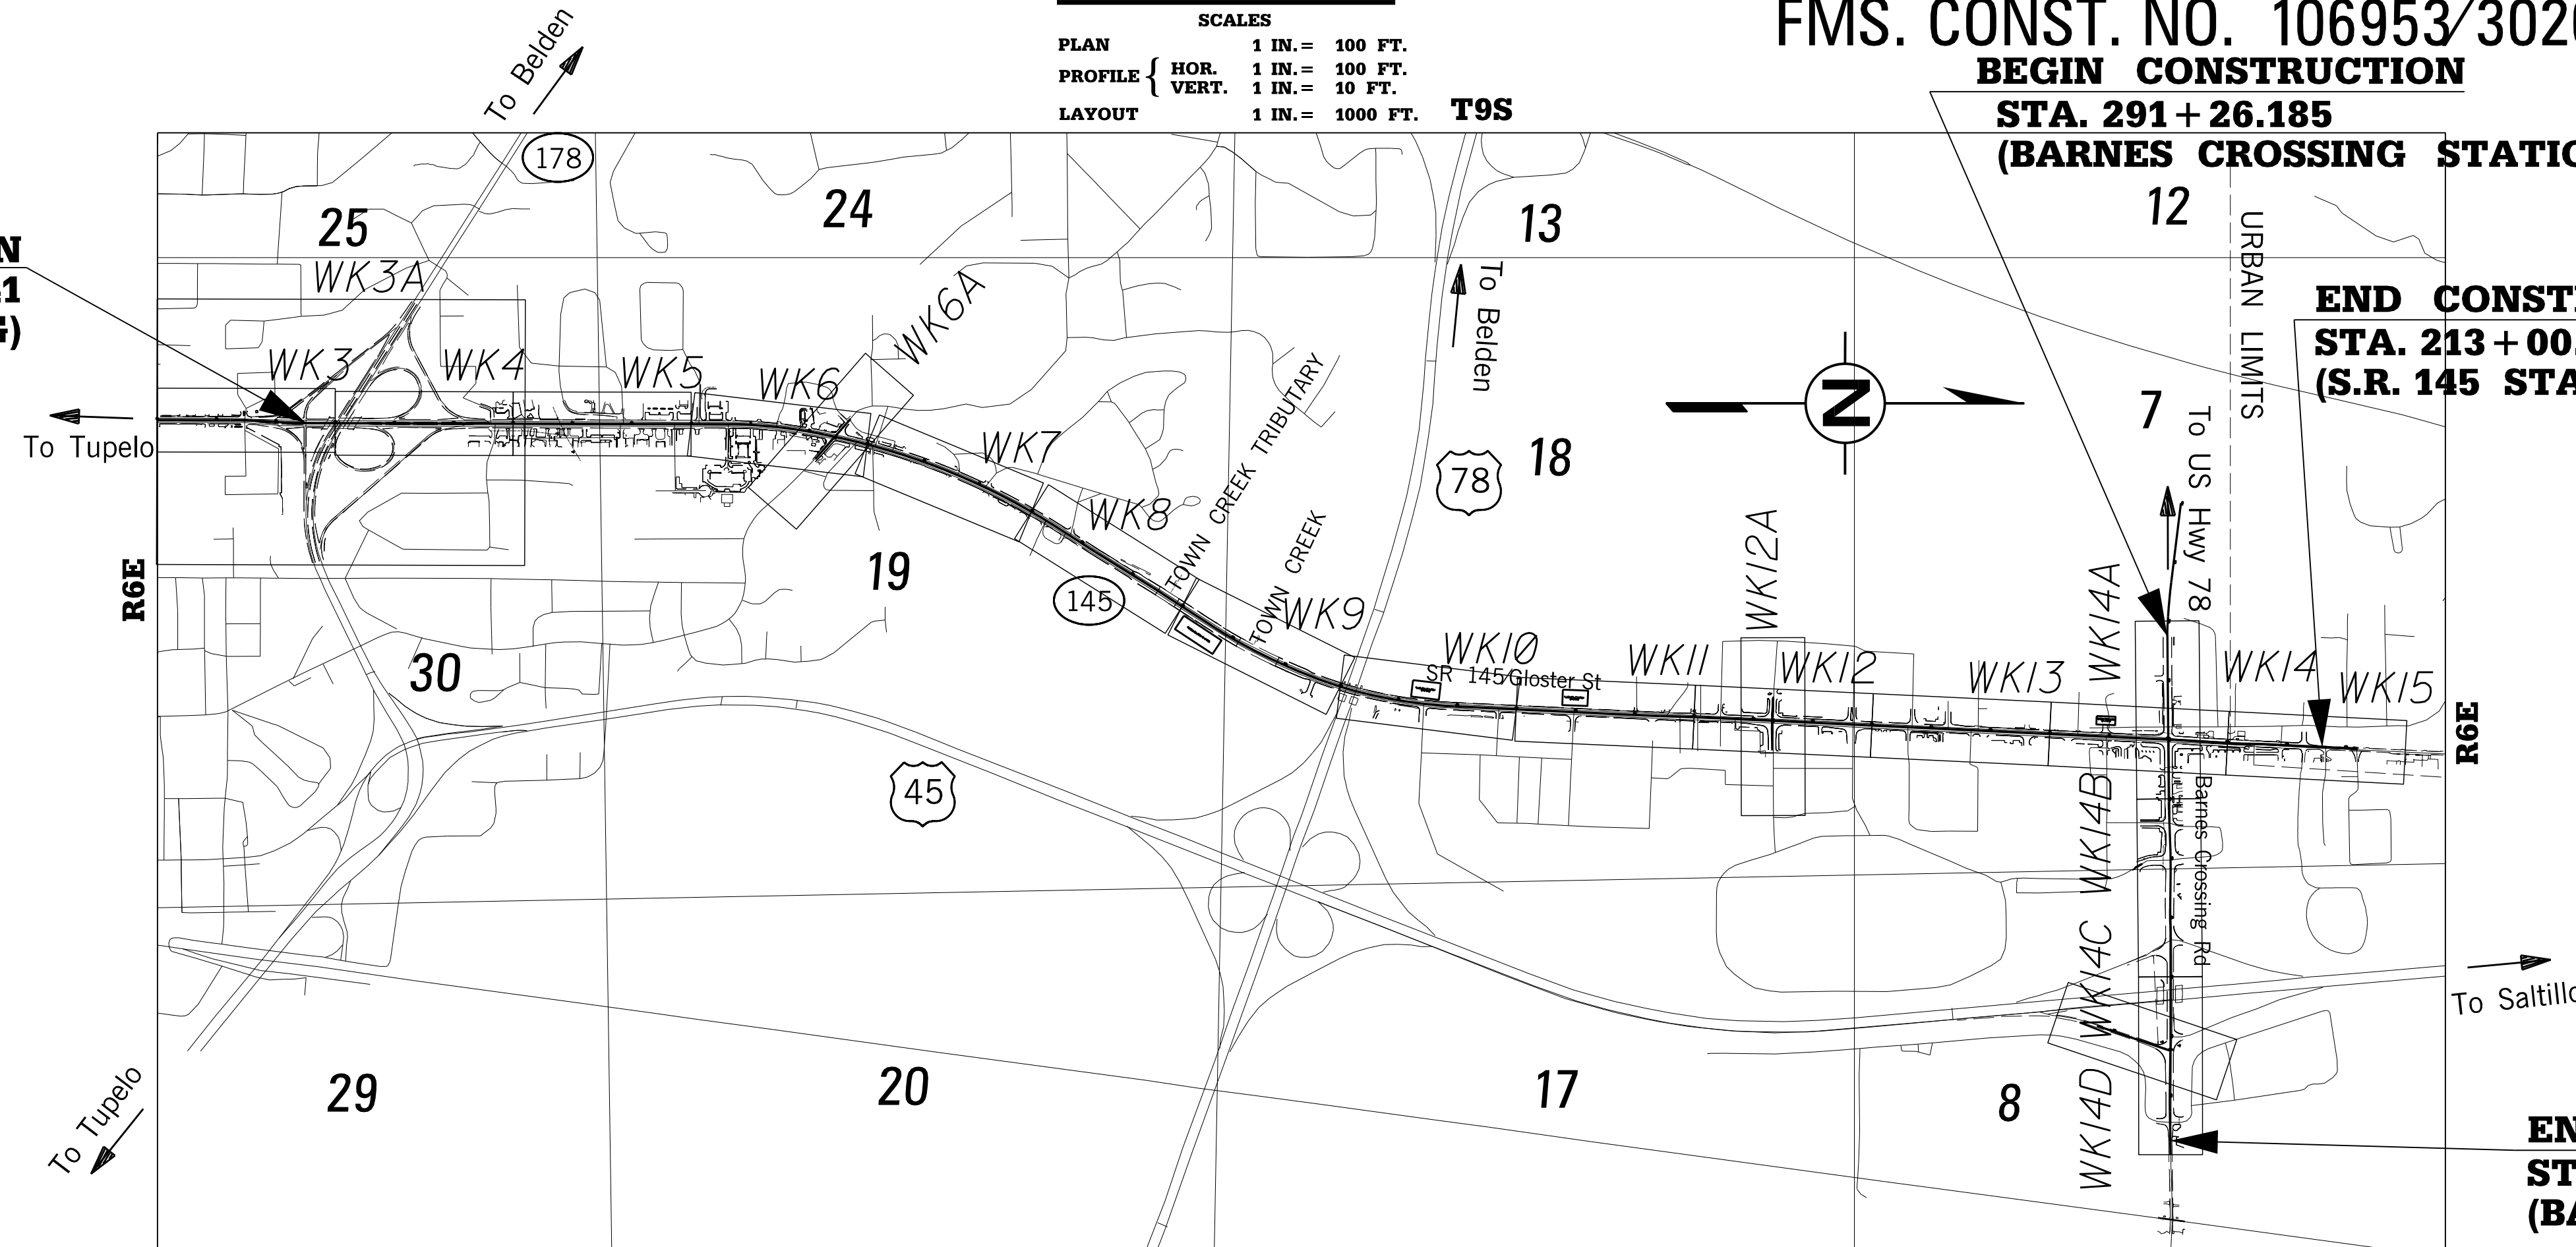 SCALES
PLAN 1 IN.= 100 FT.
PROFILE { HOR. 1 IN.= 100 FT.
VERT. 1 IN.= 10 FT.
LAYOUT 1 IN.= 1000 FT.
T9S
FMS. CONST. NO. 106953/302
BEGIN CONSTRUCTION
STA. 291+26.185
(BARNES CROSSING STATIO
To Belden
178
25
24
13
12
URBAN LIMITS
N
1
G)
WK3A
WK6A
To Belden
END CONST
STA. 213+00
(S.R. 145 STA
WK3
WK4
WK5
WK6
To Tupelo
WK7
WK8
TOWN CREEK TRIBUTARY
TOWN CREEK
18
78
N
7
To US Hwy 78
R6E
19
145
WK9
WK12A
WK14A
30
WK10
SR 145/Gloster St
WK11
WK12
WK13
WK14
WK15
R6E
45
WK14B
Barnes Crossing Rd
WK14C
To Saltillo
WK14D
29
20
17
8
To Tupelo
EN
ST
(BA